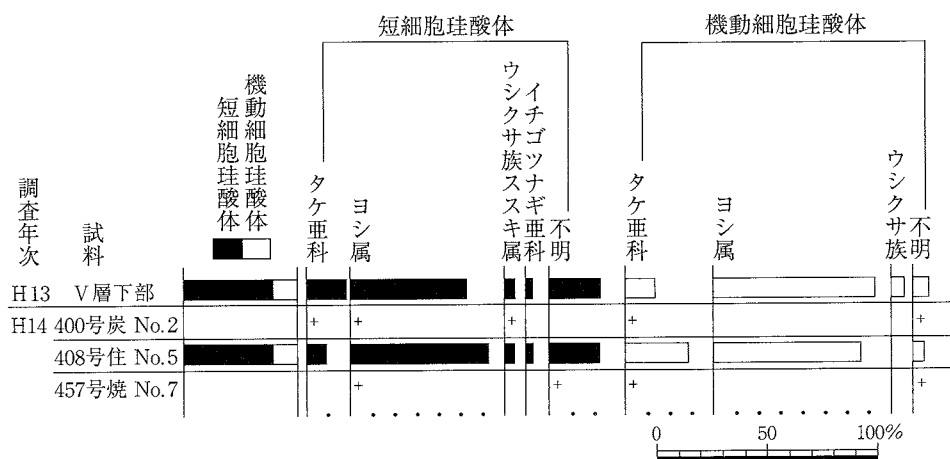 短細胞珪酸体
機動細胞珪酸体
調査年次
試料
短細胞珪酸体
機動細胞珪酸体
タケ亜科
ヨシ属
ウシクサ族ススキ属
イチゴツナギ亜科
不明
タケ亜科
ヨシ属
ウシクサ族
不明
H13 Ⅴ層下部
H14 400号炭 No.2 + + + + +
408号住 No.5
457号焼 No.7 + + + +
0 50 100%